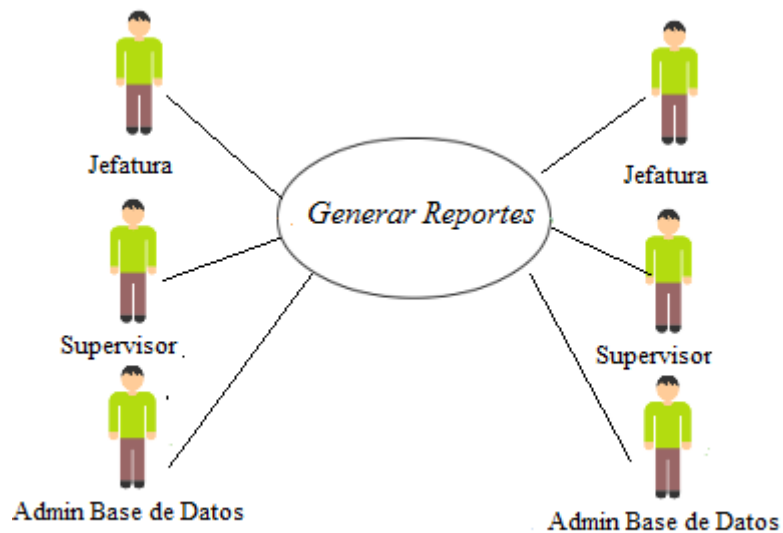 Jefatura
Jefatura
Generar Reportes
Supervisor
Supervisor
Admin Base de Datos
Admin Base de Datos